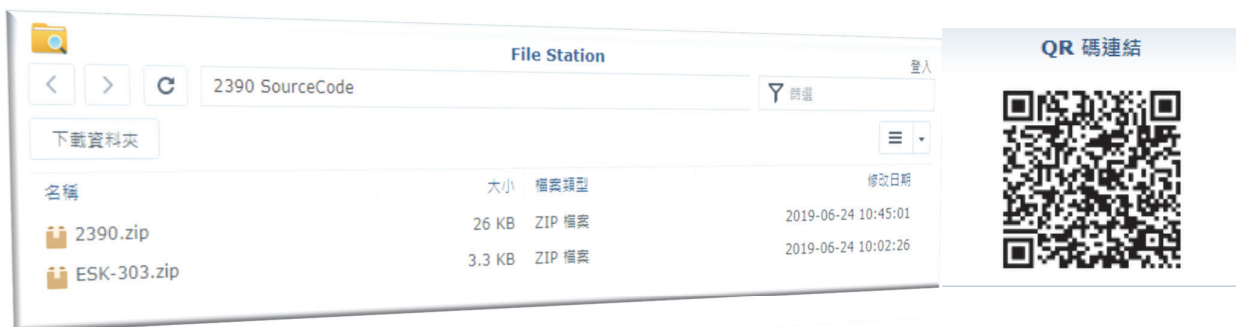 File Station
登入
2390 SourceCode
篩選
下載資料夾
名稱 大小 檔案類型 修改日期
2390.zip 26 KB ZIP 檔案 2019-06-24 10:45:01
ESK-303.zip 3.3 KB ZIP 檔案 2019-06-24 10:02:26
QR 碼連結